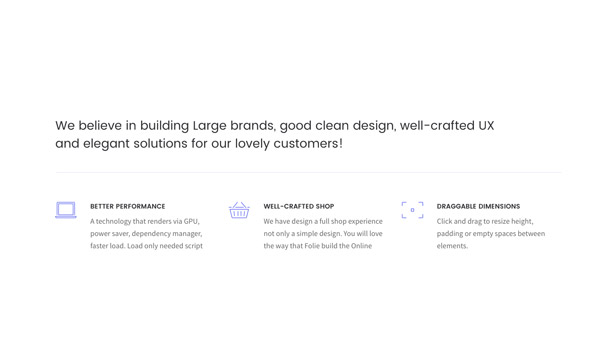 We believe in building Large brands, good clean design, well-crafted UX
and elegant solutions for our lovely customers!
BETTER PERFORMANCE
A technology that renders via GPU,
power saver, dependency manager,
faster load. Load only needed script
WELL-CRAFTED SHOP
We have design a full shop experience
not only a simple design. You will love
the way that Folie build the Online
DRAGGABLE DIMENSIONS
Click and drag to resize height,
padding or empty spaces between
elements.